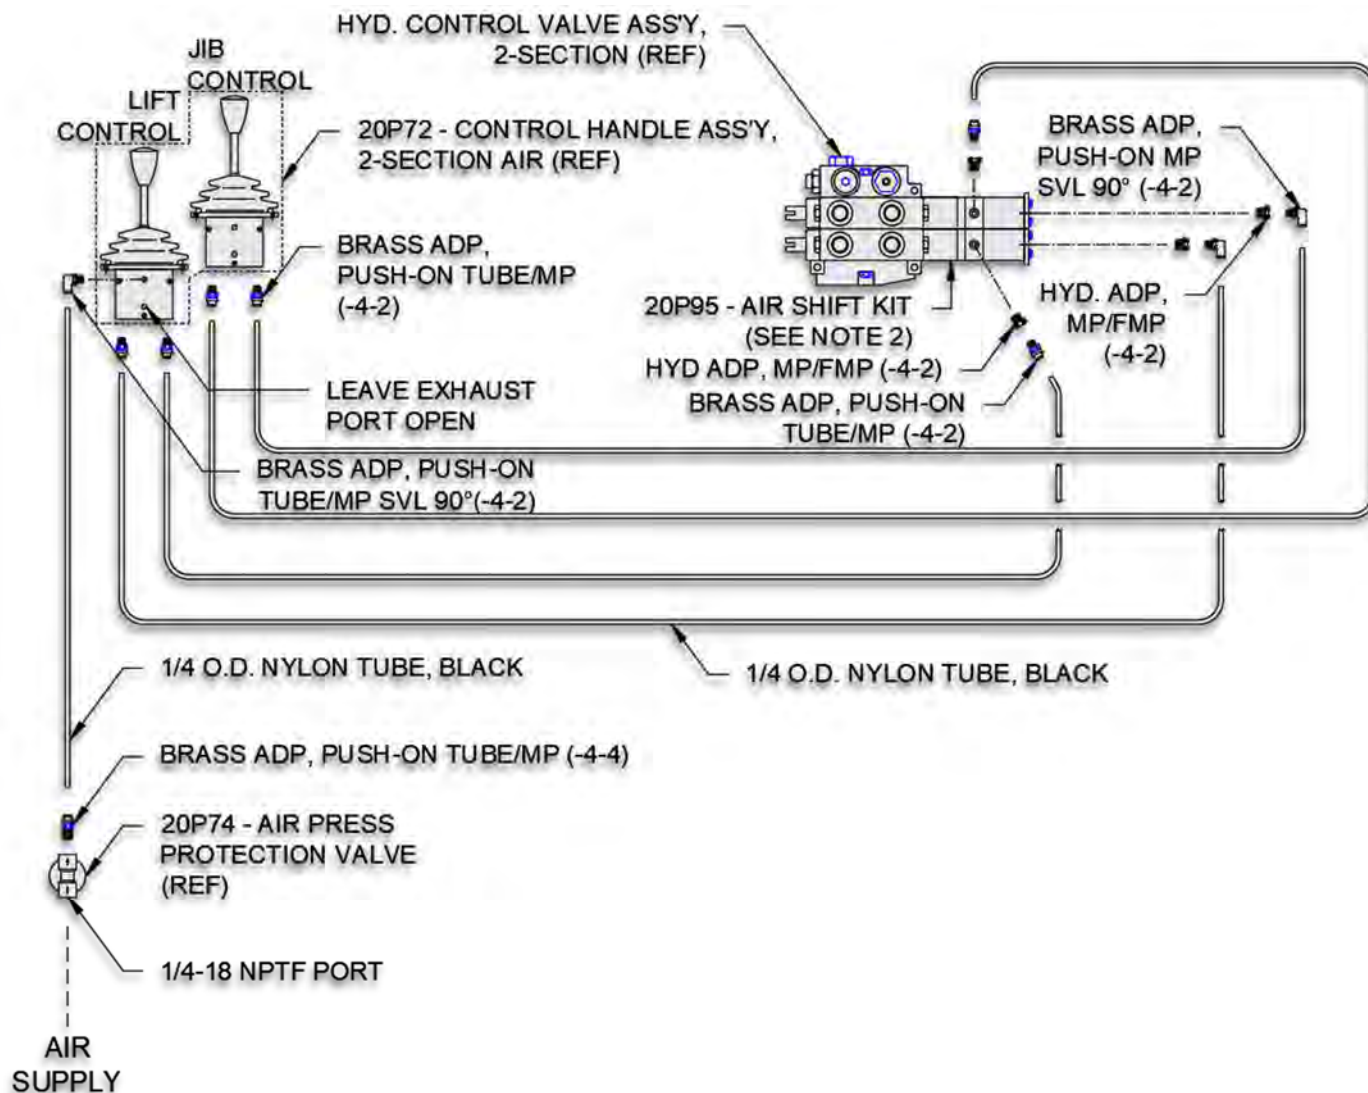 HYD. CONTROL VALVE ASS'Y,
2-SECTION (REF)
JIB
CONTROL
LIFT
CONTROL
20P72 - CONTROL HANDLE ASS'Y,
2-SECTION AIR (REF)
BRASS ADP,
PUSH-ON MP
SVL 90° (-4-2)
BRASS ADP,
PUSH-ON TUBE/MP
(-4-2)
20P95 - AIR SHIFT KIT
(SEE NOTE 2)
HYD ADP, MP/FMP (-4-2)
HYD. ADP,
MP/FMP
(-4-2)
BRASS ADP, PUSH-ON
TUBE/MP (-4-2)
LEAVE EXHAUST
PORT OPEN
BRASS ADP, PUSH-ON
TUBE/MP SVL 90°(-4-2)
1/4 O.D. NYLON TUBE, BLACK
1/4 O.D. NYLON TUBE, BLACK
BRASS ADP, PUSH-ON TUBE/MP (-4-4)
20P74 - AIR PRESS
PROTECTION VALVE
(REF)
1/4-18 NPTF PORT
AIR
SUPPLY